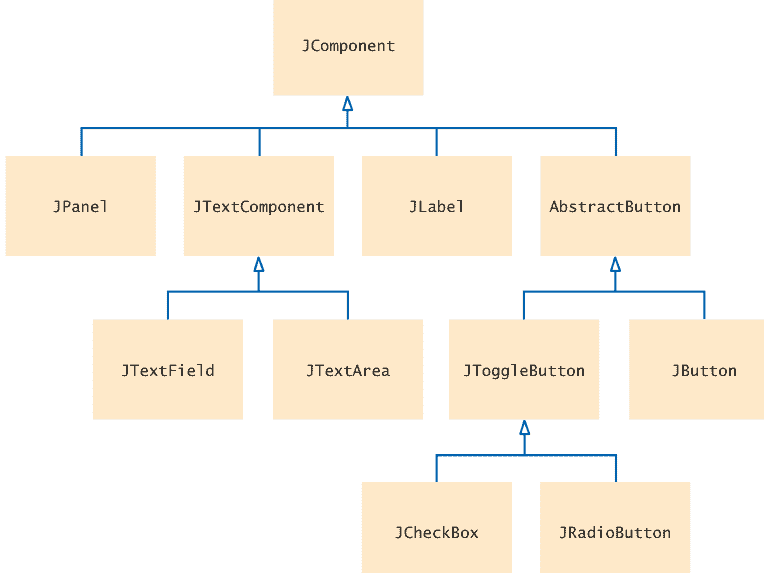 JComponent
JPanel
JTextComponent
JLabel
AbstractButton
JTextField
JTextArea
JToggleButton
JButton
JCheckBox
JRadioButton